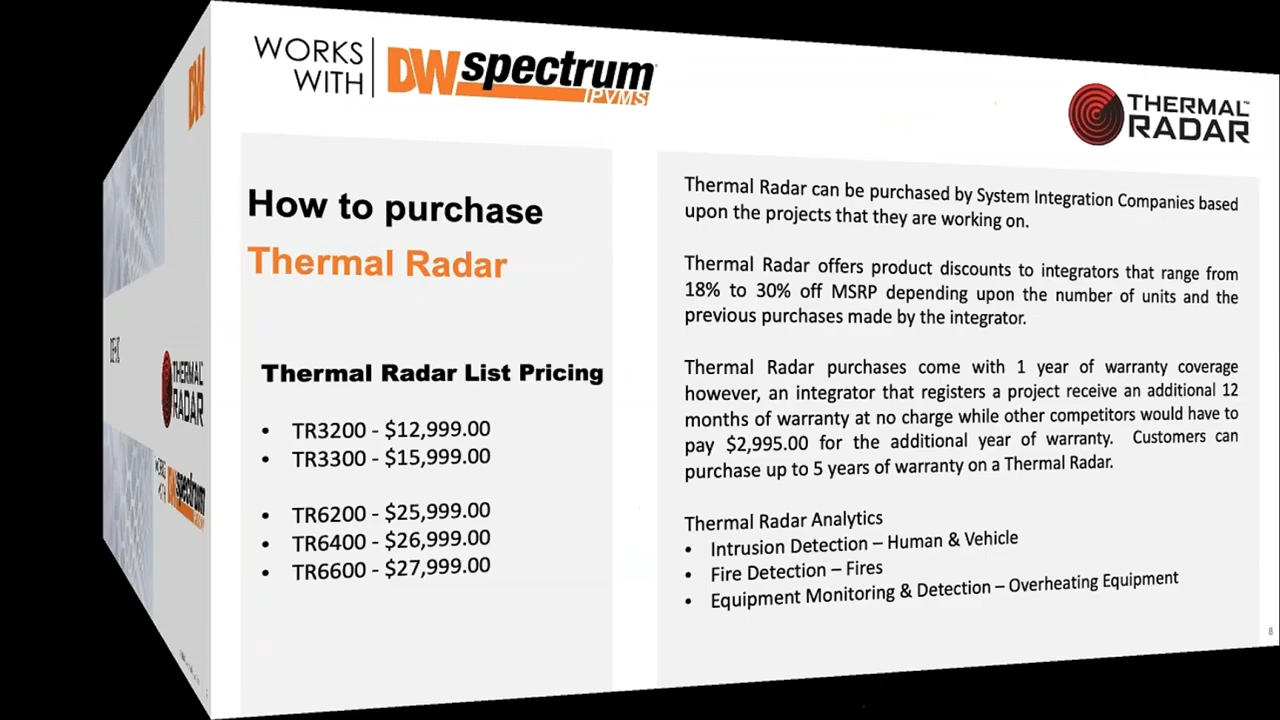 WORKS
WITH
DWspectrum
IPVMS
THERMAL™
RADAR
How to purchase
Thermal Radar
Thermal Radar List Pricing
• TR3200 - $12,999.00
• TR3300 - $15,999.00
• TR6200 - $25,999.00
• TR6400 - $26,999.00
• TR6600 - $27,999.00
Thermal Radar can be purchased by System Integration Companies based
upon the projects that they are working on.
Thermal Radar offers product discounts to integrators that range from
18% to 30% off MSRP depending upon the number of units and the
previous purchases made by the integrator.
Thermal Radar purchases come with 1 year of warranty coverage
however, an integrator that registers a project receive an additional 12
months of warranty at no charge while other competitors would have to
pay $2,995.00 for the additional year of warranty. Customers can
purchase up to 5 years of warranty on a Thermal Radar.
Thermal Radar Analytics
• Intrusion Detection – Human & Vehicle
• Fire Detection – Fires
• Equipment Monitoring & Detection – Overheating Equipment
8
DW
THERMAL
RADAR
WORKS
WITH
DWspectrum